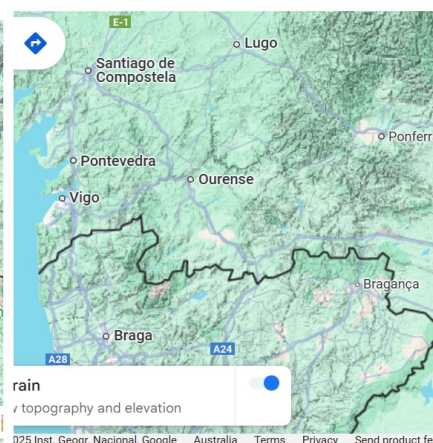 E-1
Lugo
Santiago de
Compostela
Ponferr
Pontevedra
Ourense
Vigo
Bragança
Braga
A28
A24
rain
topography and elevation
025 Inst. Geogr. Nacional, Google Australia Terms Privacy Send product fe